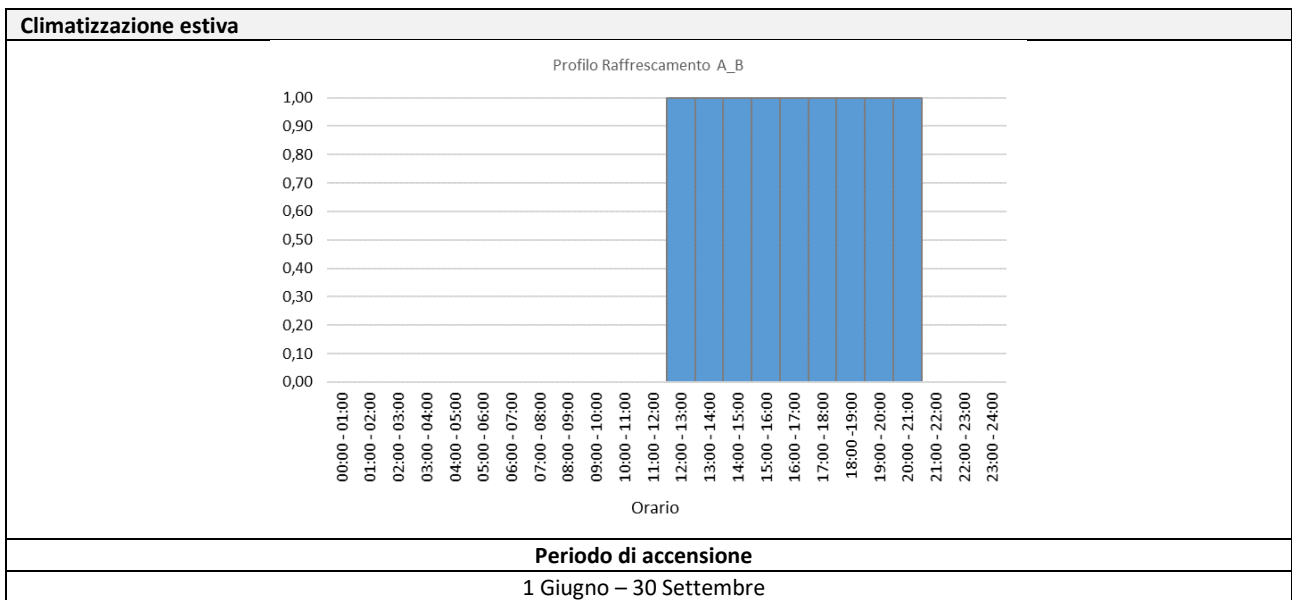 Climatizzazione estiva
Profilo Raffrescamento A_B
1,00
0,90
0,80
0,70
0,60
0,50
0,40
0,30
0,20
0,10
0,00
00:00 - 01:00
01:00 - 02:00
02:00 - 03:00
03:00 - 04:00
04:00 - 05:00
05:00 - 06:00
06:00 - 07:00
07:00 - 08:00
08:00 - 09:00
09:00 - 10:00
10:00 - 11:00
11:00 - 12:00
12:00 - 13:00
13:00 - 14:00
14:00 - 15:00
15:00 - 16:00
16:00 - 17:00
17:00 - 18:00
18:00 -19:00
19:00 - 20:00
20:00 - 21:00
21:00 - 22:00
22:00 - 23:00
23:00 - 24:00
Orario
Periodo di accensione
1 Giugno – 30 Settembre